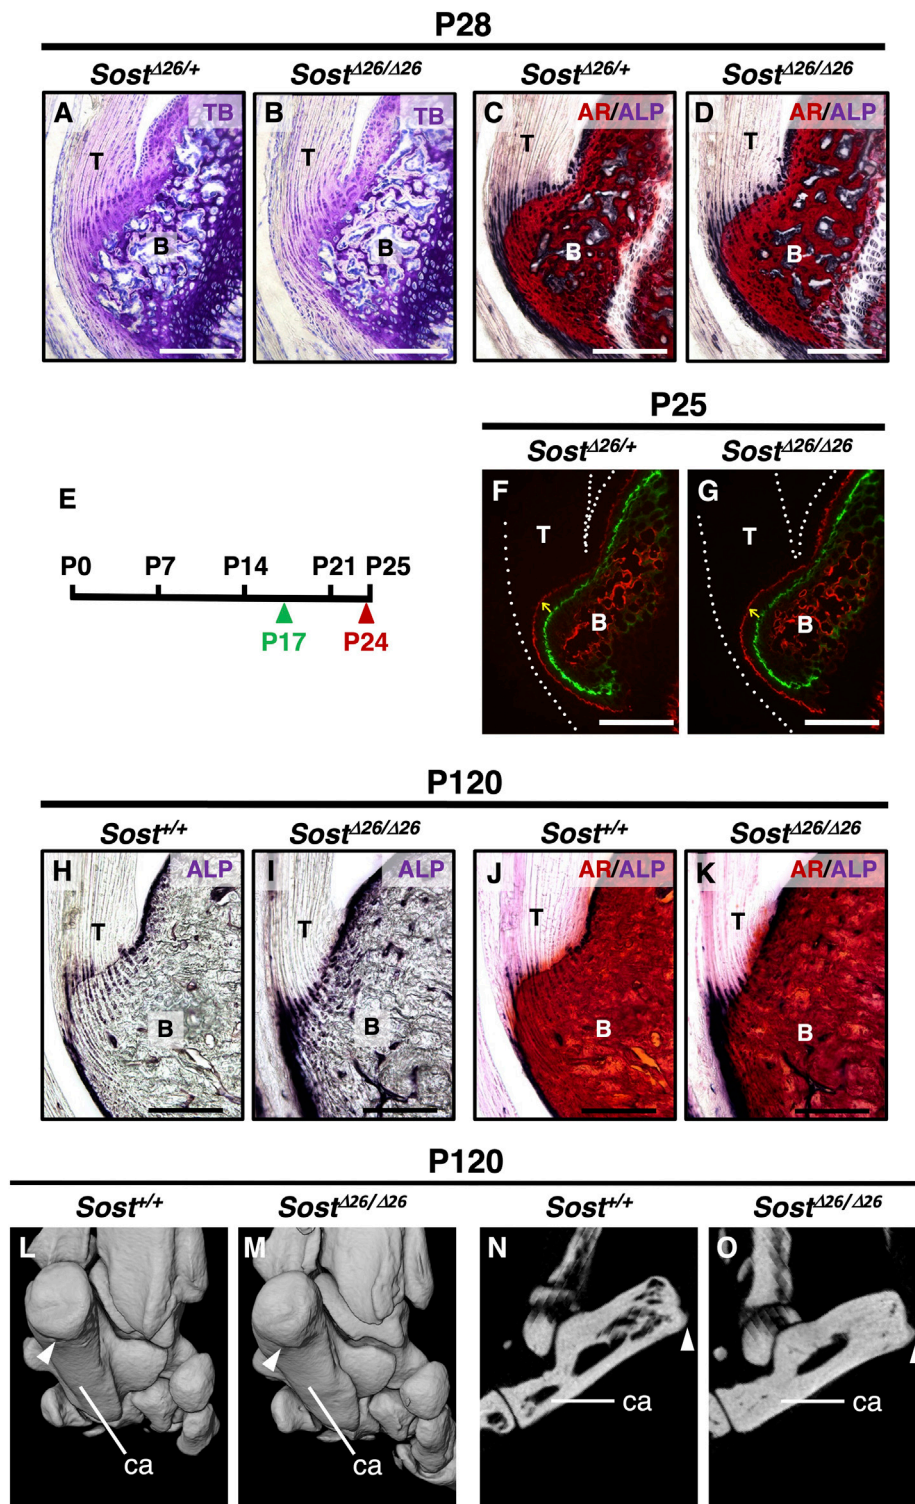 P28
Sost^Δ26/+ Sost^Δ26/Δ26 Sost^Δ26/+ Sost^Δ26/Δ26
A TB B TB C AR/ALP D AR/ALP
T T T T
B B B B
P25
Sost^Δ26/+ Sost^Δ26/Δ26
E F G
T T
P0 P7 P14 P21 P25
B B
P17 P24
P120
Sost^+/+ Sost^Δ26/Δ26 Sost^+/+ Sost^Δ26/Δ26
H ALP I ALP J AR/ALP K AR/ALP
T T T T
B B B B
P120
Sost^+/+ Sost^Δ26/Δ26 Sost^+/+ Sost^Δ26/Δ26
L M N O
ca ca
ca ca